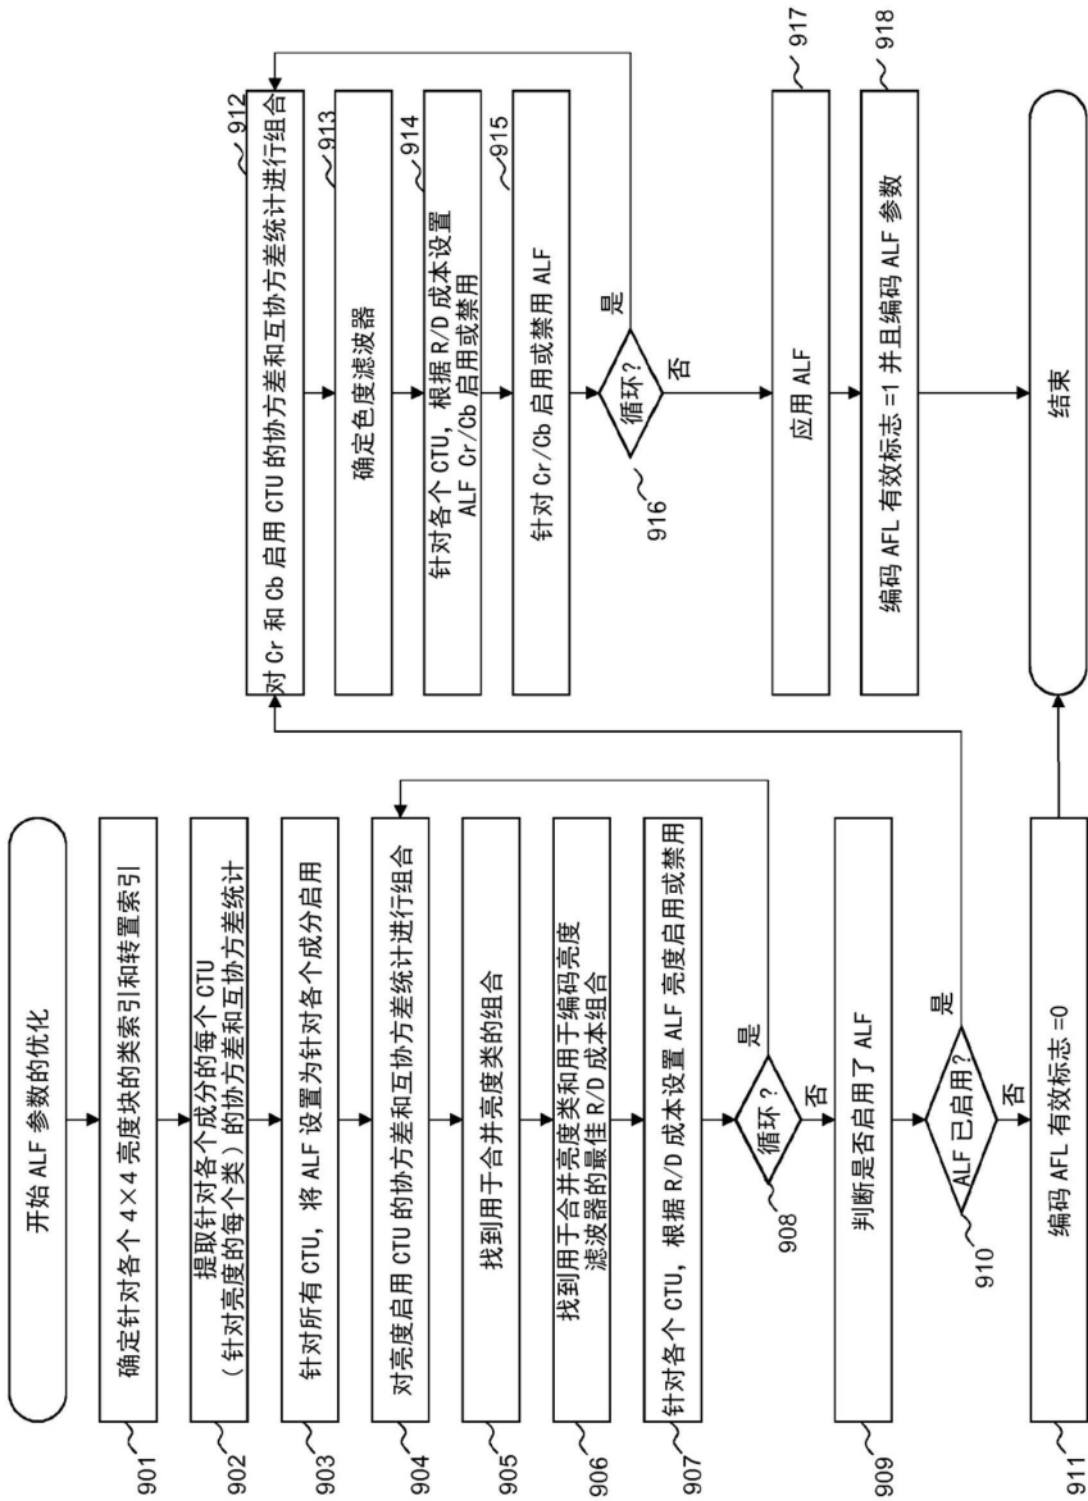 开始 ALF 参数的优化
901
确定针对各个 4×4 亮度块的类索引和转置索引
902
提取针对各个成分的每个 CTU
（针对亮度的每个类）的协方差和互协方差统计
903
针对所有 CTU，将 ALF 设置为针对各个成分启用
904
对亮度启用 CTU 的协方差和互协方差统计进行组合
905
找到用于合并亮度类的组合
906
找到用于合并亮度类和用于编码亮度
滤波器的最佳 R/D 成本组合
907
针对各个 CTU，根据 R/D 成本设置 ALF 亮度启用或禁用
908
循环？
是
否
909
判断是否启用了 ALF
910
ALF 已启用？
是
否
911
编码 AFL 有效标志 =0
912
对 Cr 和 Cb 启用 CTU 的协方差和互协方差统计进行组合
913
确定色度滤波器
914
针对各个 CTU，根据 R/D 成本设置
ALF Cr/Cb 启用或禁用
915
针对 Cr/Cb 启用或禁用 ALF
916
循环？
是
否
917
应用 ALF
918
编码 AFL 有效标志 =1 并且编码 ALF 参数
结束